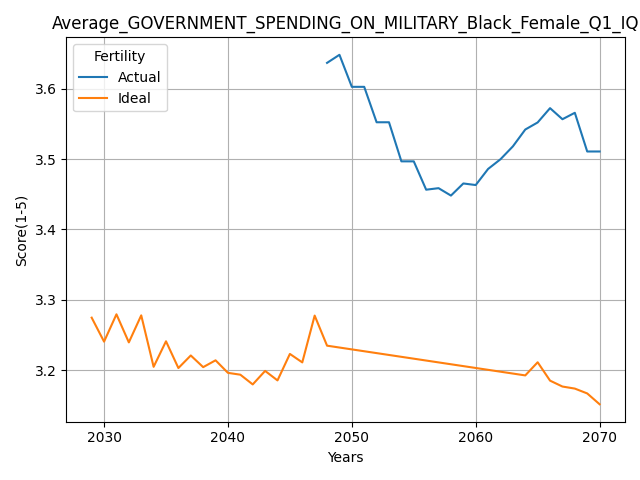 Average_GOVERNMENT_SPENDING_ON_MILITARY_Black_Female_Q1_IQ
Fertility
Actual
Ideal
3.6
3.5
3.4
3.3
3.2
Score(1-5)
2030 2040 2050 2060 2070
Years